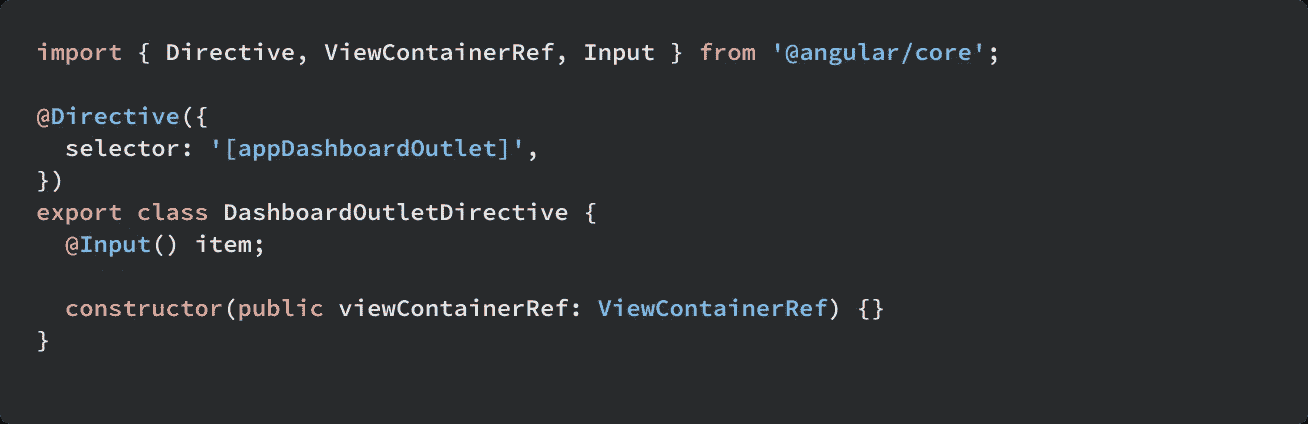 import { Directive, ViewContainerRef, Input } from '@angular/core';

@Directive({
  selector: '[appDashboardOutlet]',
})
export class DashboardOutletDirective {
  @Input() item;

  constructor(public viewContainerRef: ViewContainerRef) {}
}